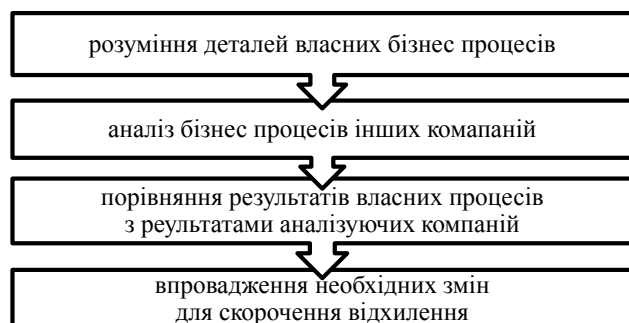 розуміння деталей власних бізнес процесів
аналіз бізнес процесів інших комапаній
порівняння результатів власних процесів
з реультатами аналізуючих компаній
впровадження необхідних змін
для скорочення відхилення